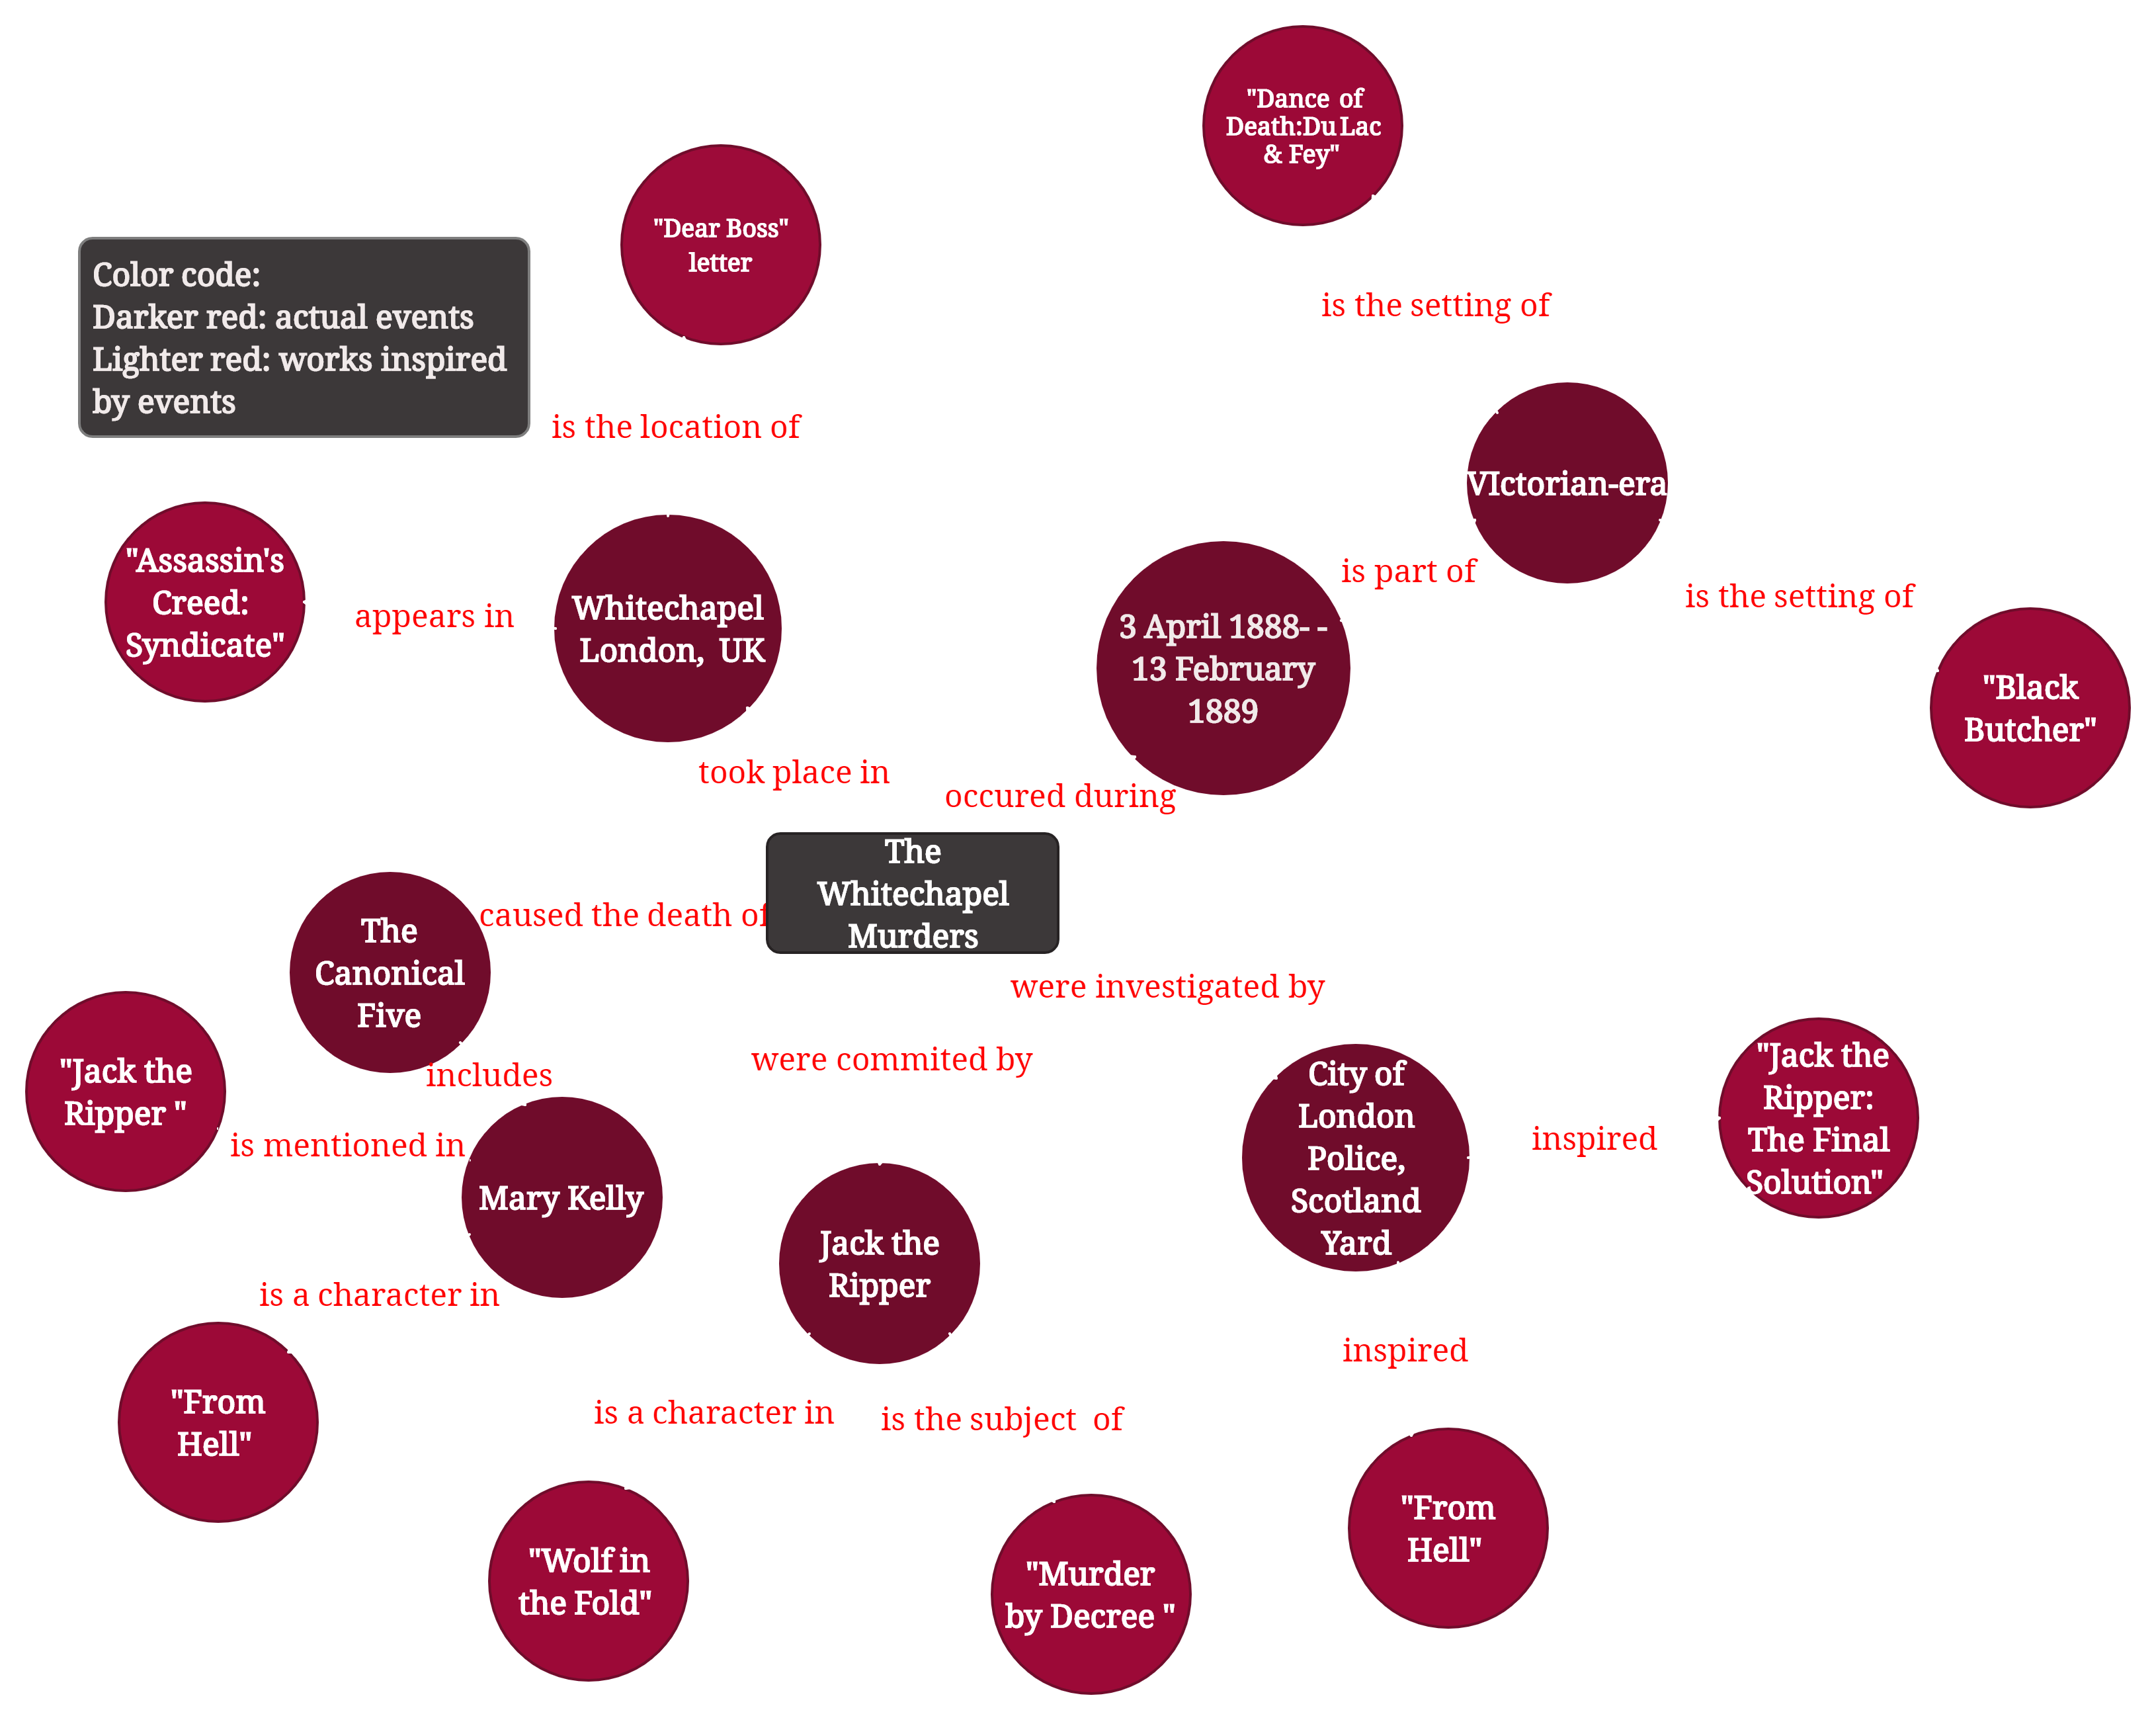 "Dance of
Death:Du Lac
& Fey"
"Dear Boss"
letter
Color code:
Darker red: actual events
Lighter red: works inspired
by events
is the setting of
is the location of
VIctorian-era
"Assassin's
Creed:
Syndicate"
appears in
Whitechapel
London, UK
is part of
is the setting of
3 April 1888- -
13 February
1889
"Black
Butcher"
took place in
occured during
The
Whitechapel
Murders
caused the death of
The
Canonical
Five
were investigated by
were commited by
includes
"Jack the
Ripper "
is mentioned in
Mary Kelly
City of
London
Police,
Scotland
Yard
inspired
"Jack the
Ripper:
The Final
Solution"
Jack the
Ripper
is a character in
inspired
"From
Hell"
is a character in
is the subject of
"From
Hell"
"Wolf in
the Fold"
"Murder
by Decree "